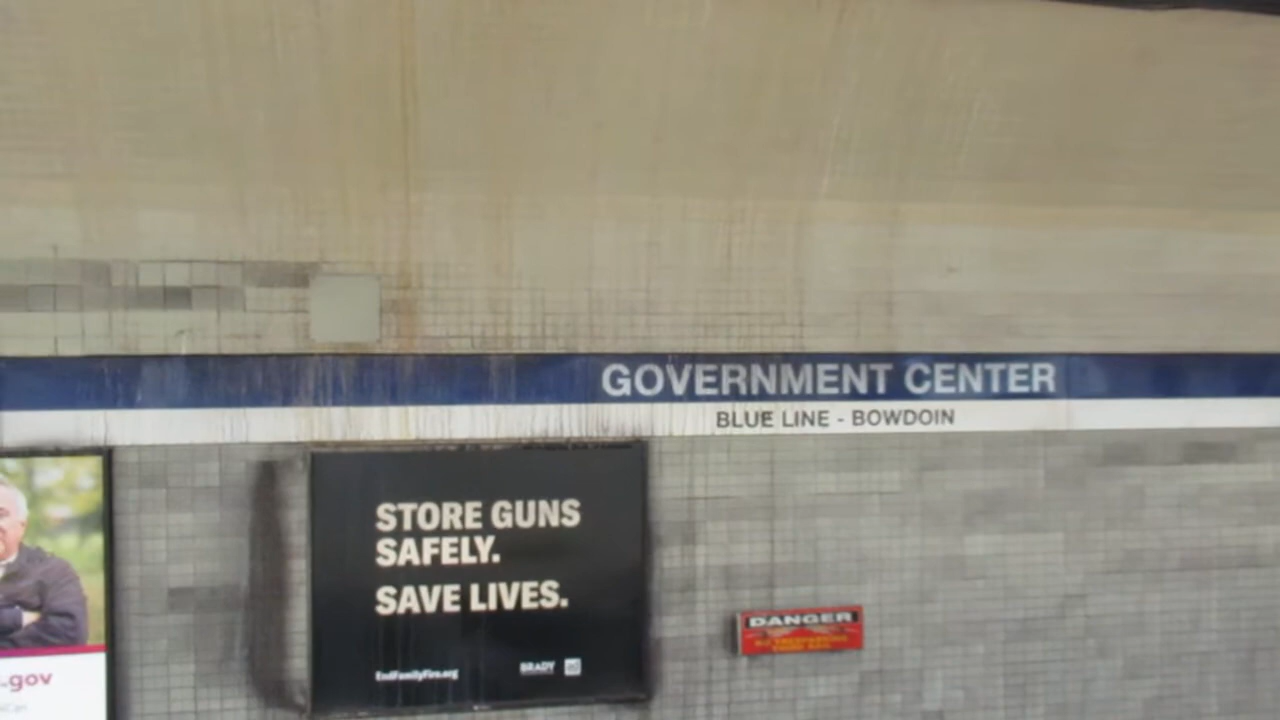 GOVERNMENT CENTER
BLUE LINE - BOWDOIN
STORE GUNS
SAFELY.
SAVE LIVES.
EndFamilyFire.org
BRADY
.gov
DANGER